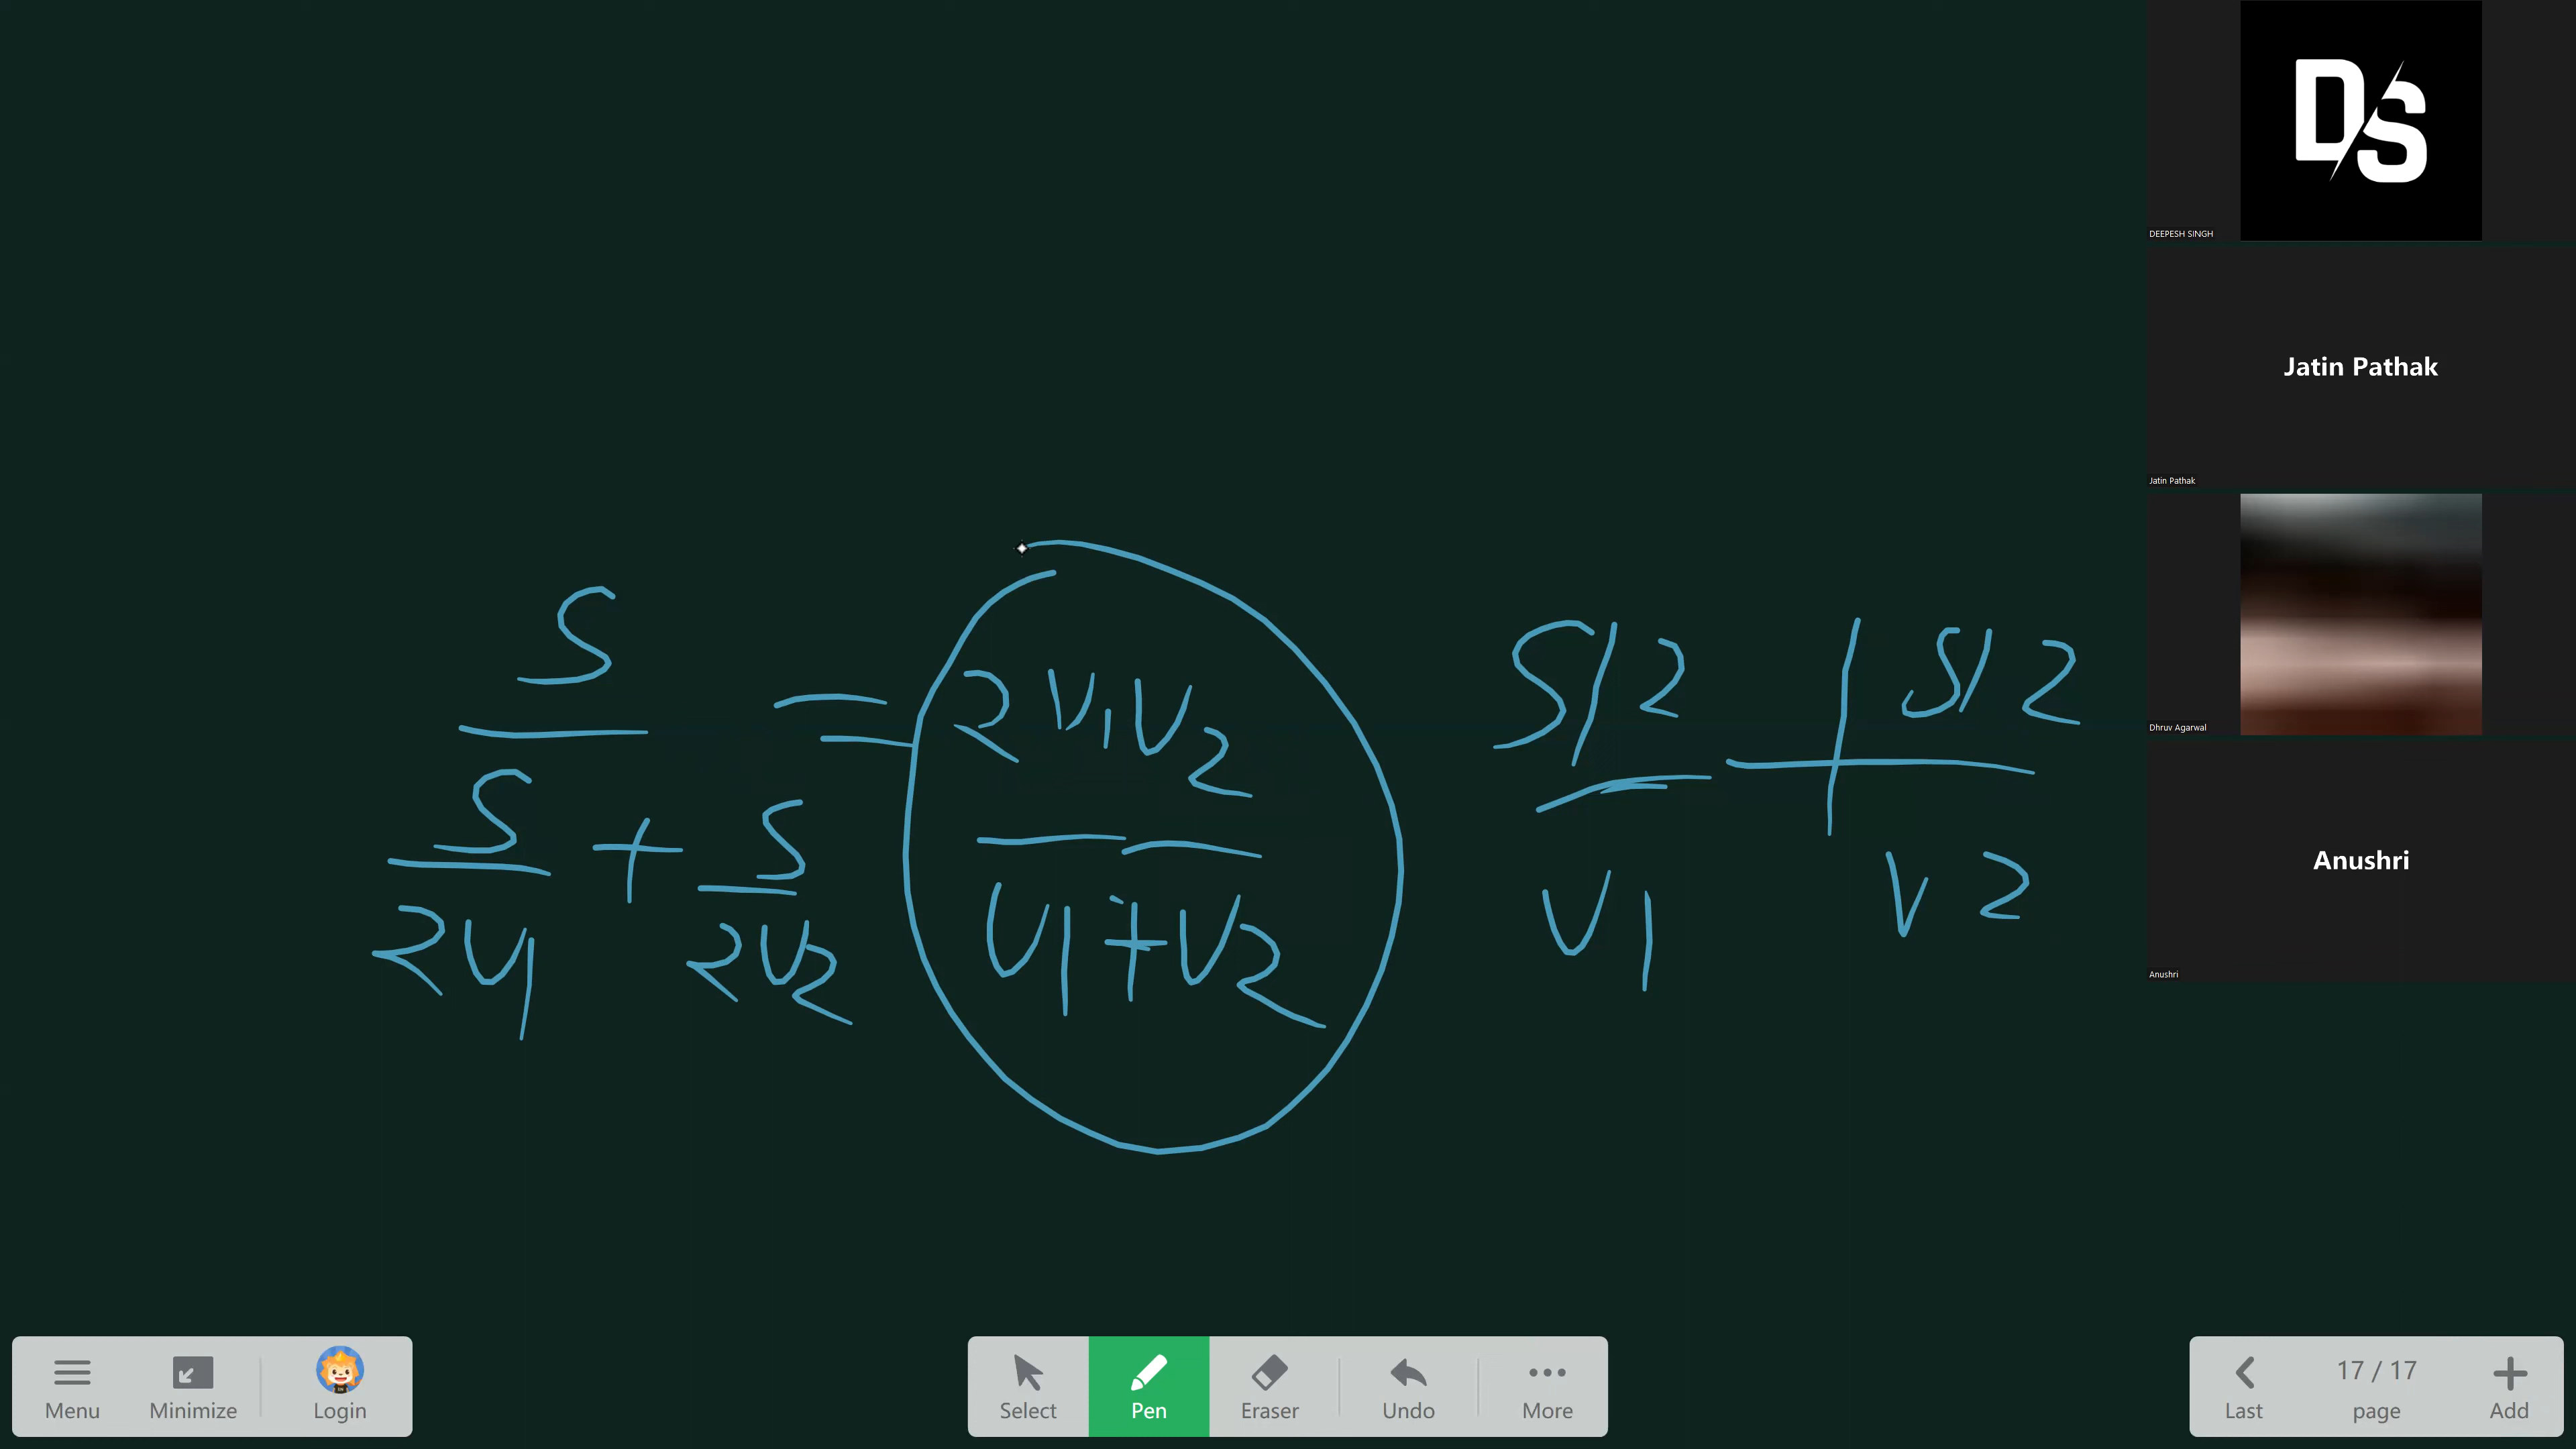 DS
DEEPESH SINGH
Jatin Pathak
Jatin Pathak
Dhruv Agarwal
Anushri
Anushri
S = 2V1V2 S/2 + S/2
S/2V1 + S/2V2 V1+V2 V1 V2
Menu Minimize Login
Select Pen Eraser Undo More
17 / 17
Last page Add